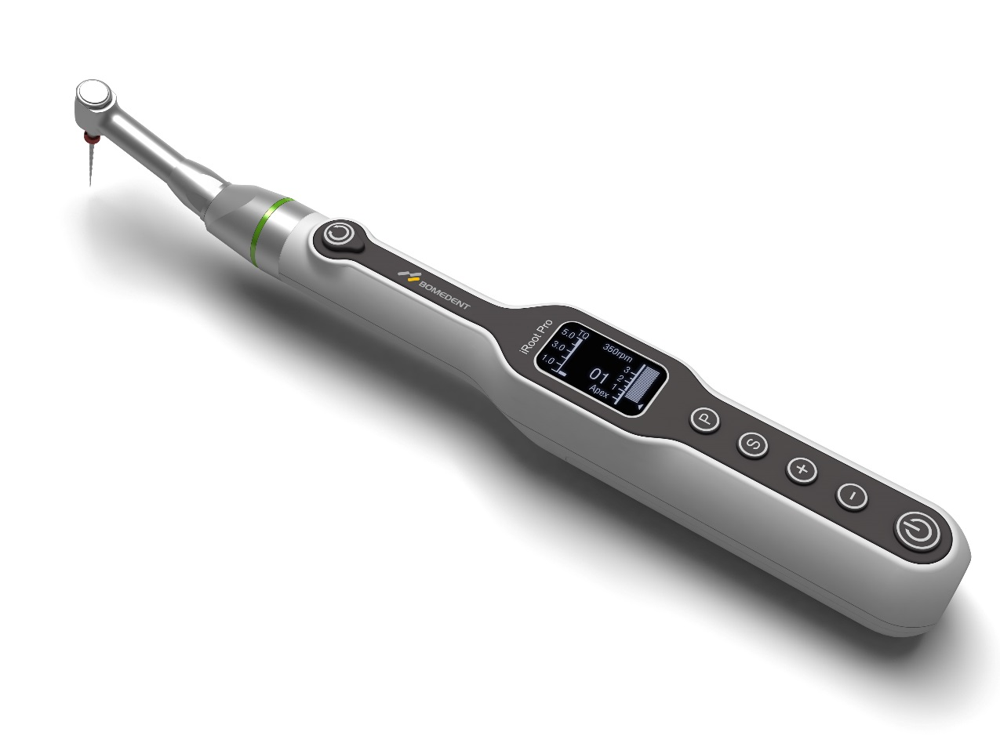 BOMEDENT
iRoot Pro
TQ 350rpm
5.0
3.0
1.0
01
Apex
3
2
1
P
S
+
-